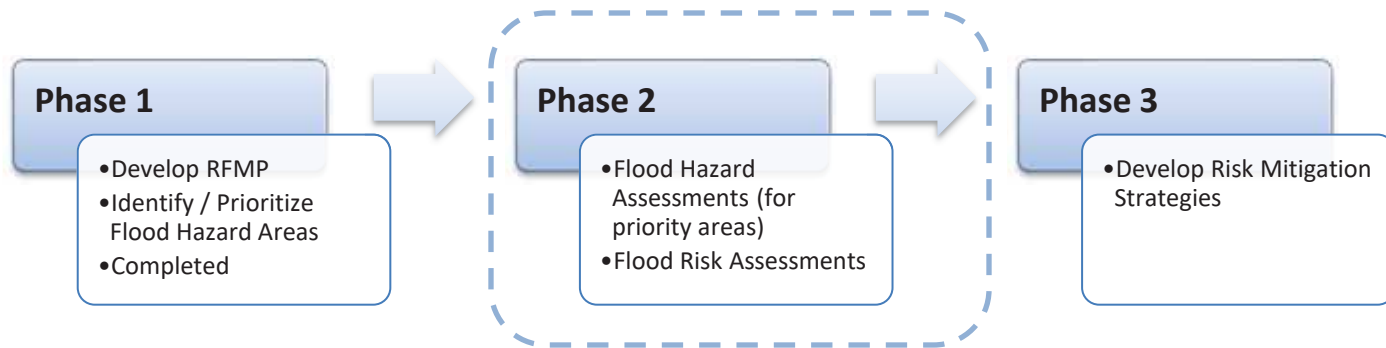 Phase 1
•Develop RFMP
•Identify / Prioritize
Flood Hazard Areas
•Completed
Phase 2
•Flood Hazard
Assessments (for
priority areas)
•Flood Risk Assessments
Phase 3
•Develop Risk Mitigation
Strategies